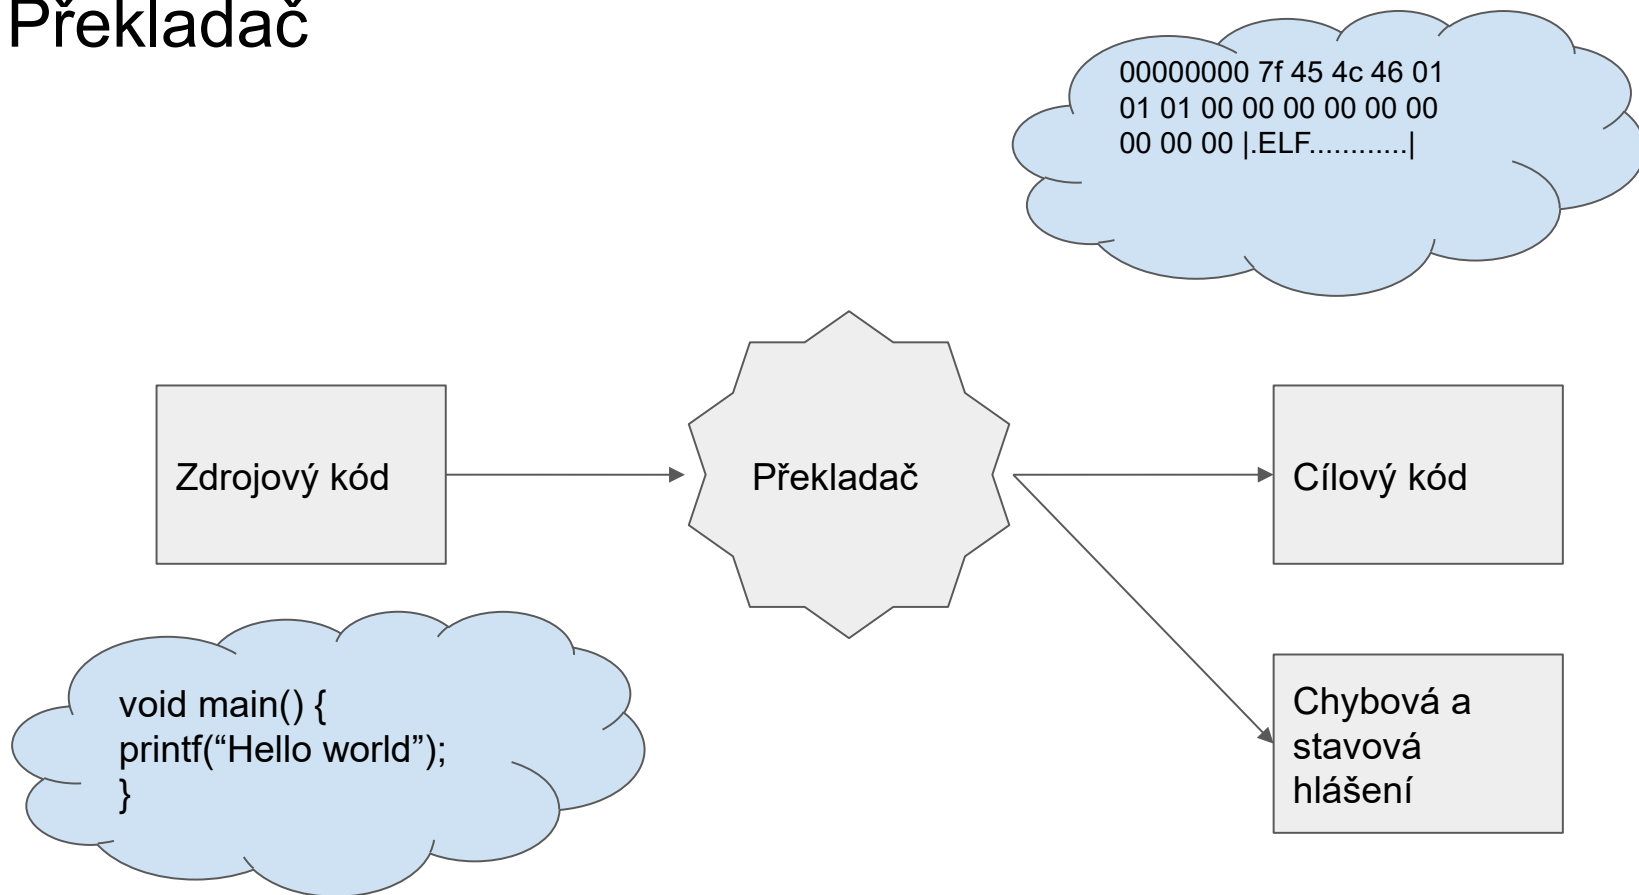 Překladač
00000000 7f 45 4c 46 01
01 01 00 00 00 00 00 00
00 00 00 |.ELF............|
Zdrojový kód
Překladač
Cílový kód
void main() {
printf(“Hello world”);
}
Chybová a
stavová
hlášení